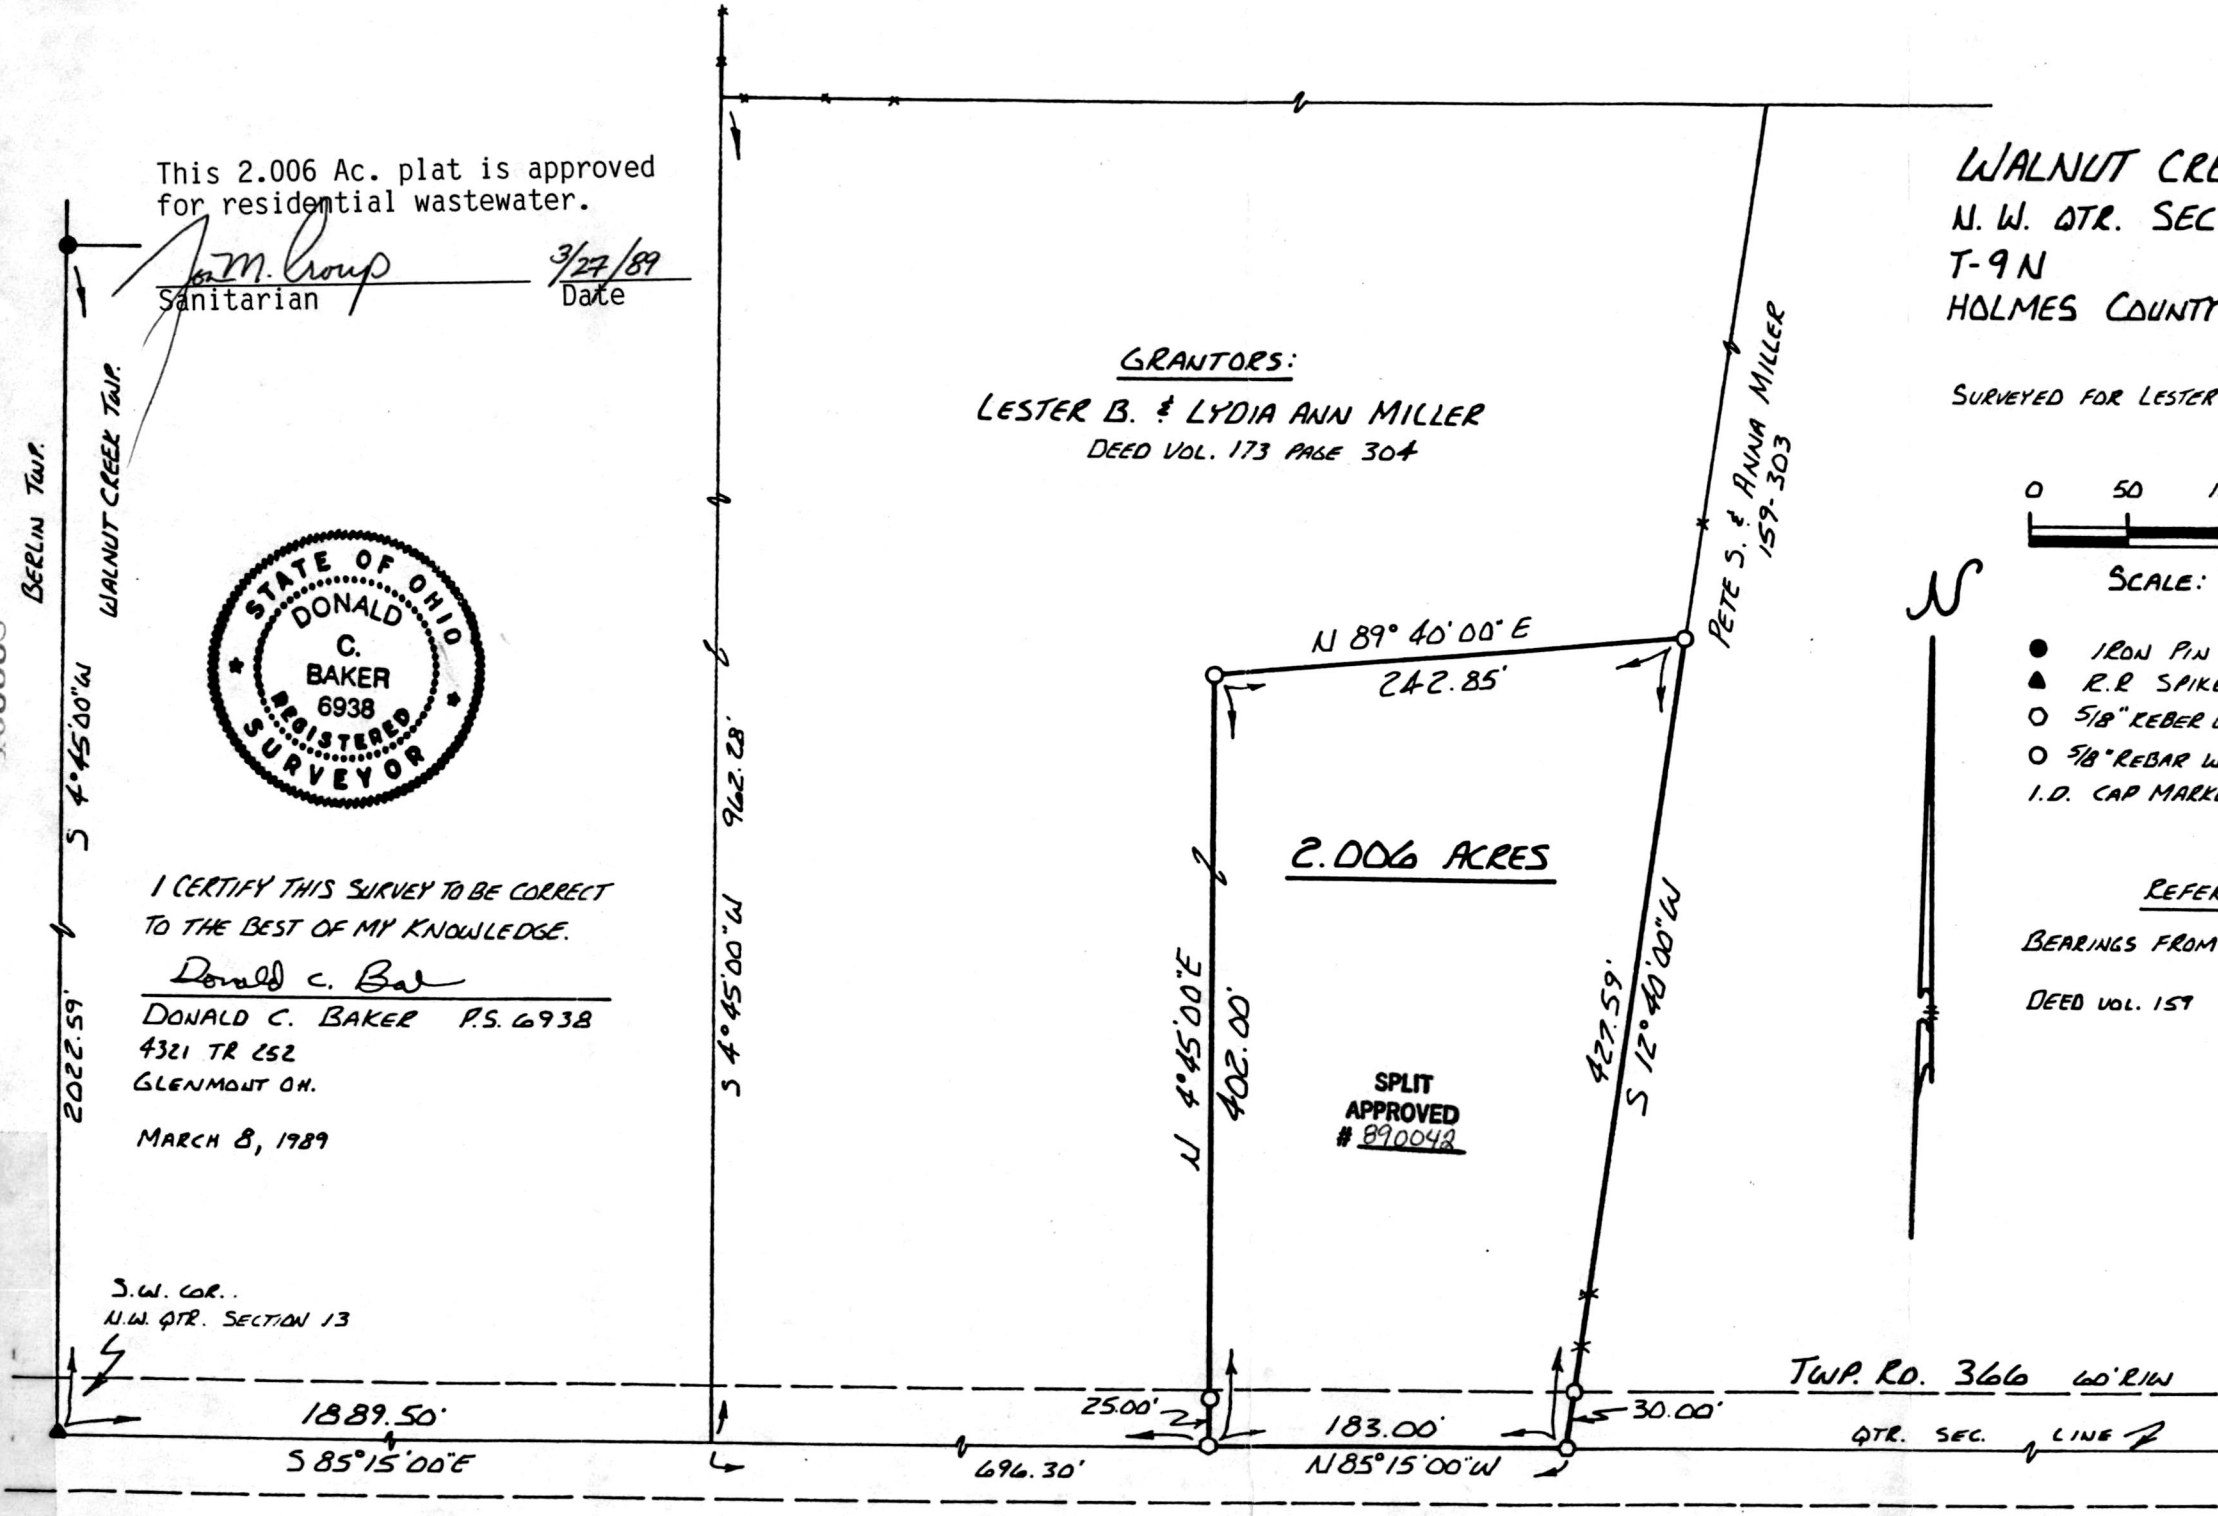 This 2.006 Ac. plat is approved
for residential wastewater.
3/27/89
Sanitarian
Date
BERLIN TWP.
WALNUT CREEK TWP.
S 4°45'00"W
2022.59'
STATE OF OHIO
DONALD
C.
BAKER
6938
REGISTERED
SURVEYOR
I CERTIFY THIS SURVEY TO BE CORRECT
TO THE BEST OF MY KNOWLEDGE.
DONALD C. BAKER P.S. 6938
4321 TR 252
GLENMONT OH.
MARCH 8, 1989
S.W. COR..
N.W. QTR. SECTION 13
1889.50'
S 85°15'00"E
S 4°45'00"W 962.28'
GRANTORS:
LESTER B. & LYDIA ANN MILLER
DEED VOL. 173 PAGE 304
PETE S. & ANNA MILLER
159-303
N 89°40'00"E
242.85'
2.006 ACRES
N 4°45'00"E
402.00'
427.59'
S 12°40'00"W
SPLIT
APPROVED
# 890042
25.00'
183.00'
30.00'
696.30'
N 85°15'00"W
TWP. RD. 366 60' R/W
QTR. SEC. LINE
WALNUT CRE
N. W. QTR. SEC
T-9N
HOLMES COUNTY
SURVEYED FOR LESTER
0 50 1
SCALE:
N
IRON PIN
R.R SPIKE
5/8" REBER
5/8" REBAR W
I.D. CAP MARKE
REFER
BEARINGS FROM
DEED VOL. 159